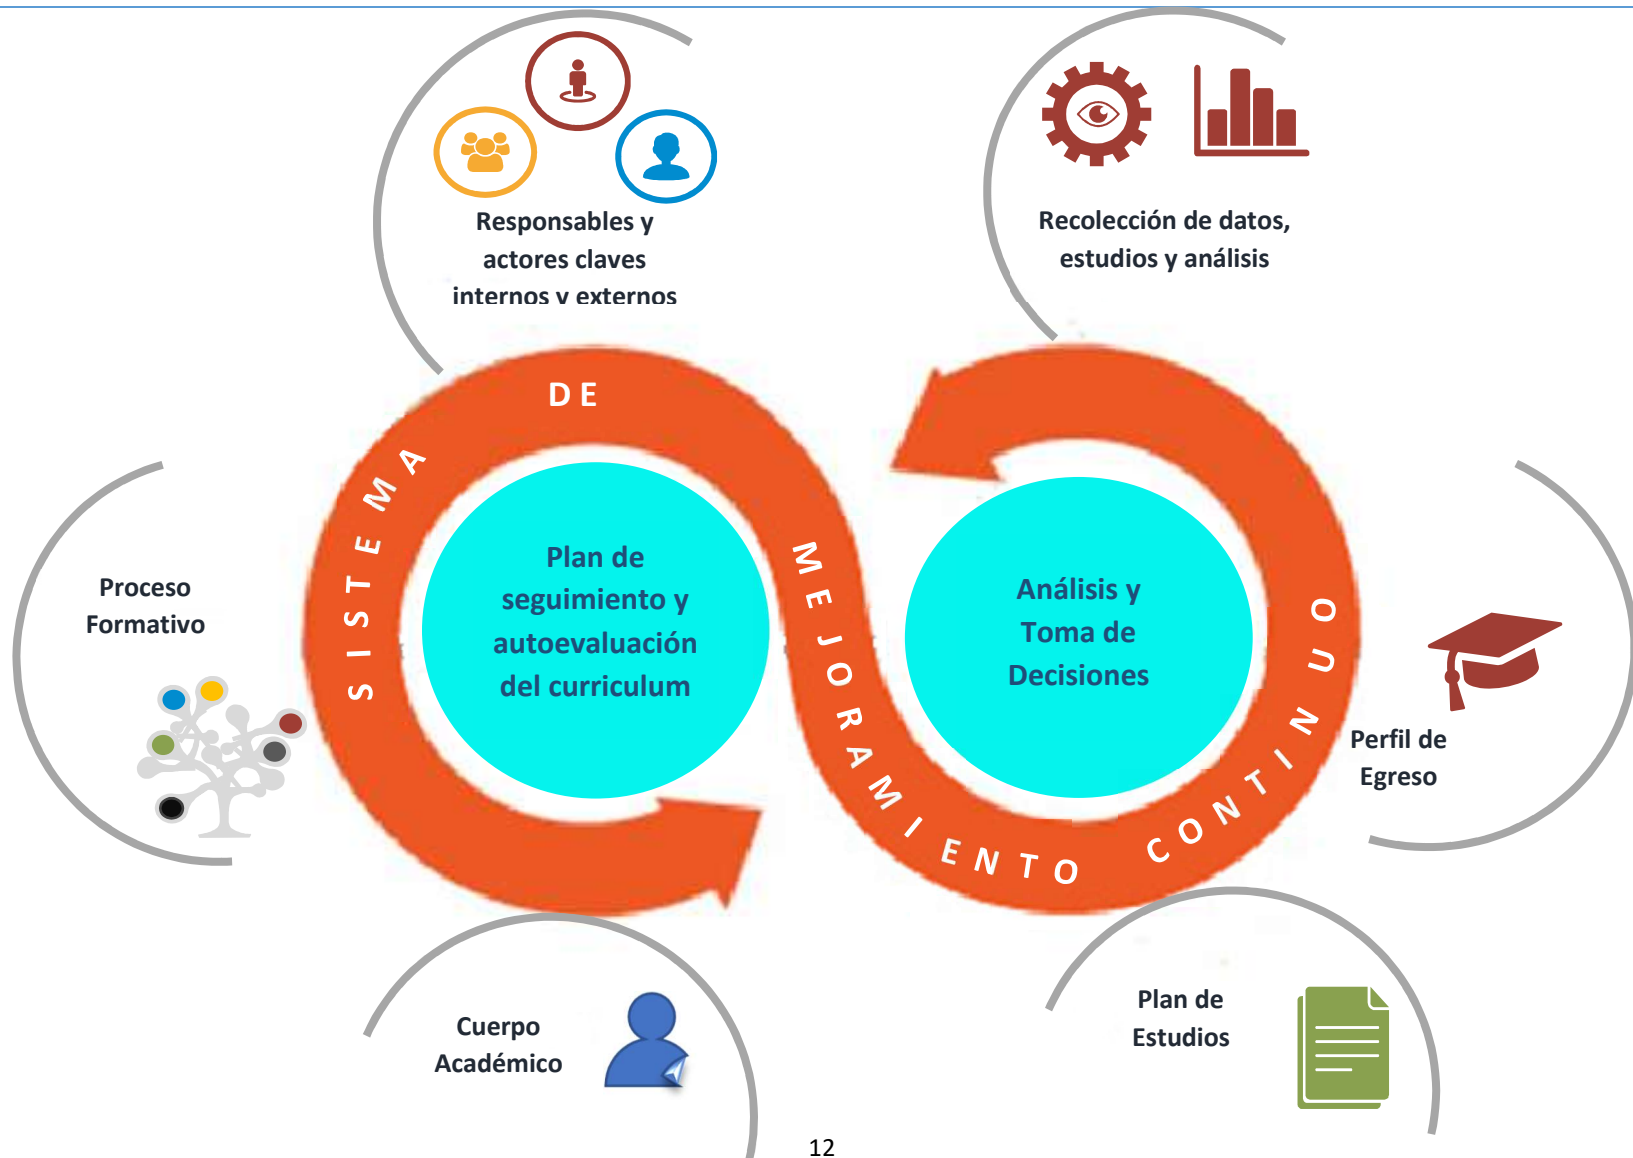 Responsables y
actores claves
internos y externos
Recolección de datos,
estudios y análisis
SISTEMA DE MEJORAMIENTO CONTINUO
Plan de
seguimiento y
autoevaluación
del curriculum
Análisis y
Toma de
Decisiones
Proceso
Formativo
Perfil de
Egreso
Cuerpo
Académico
Plan de
Estudios
12